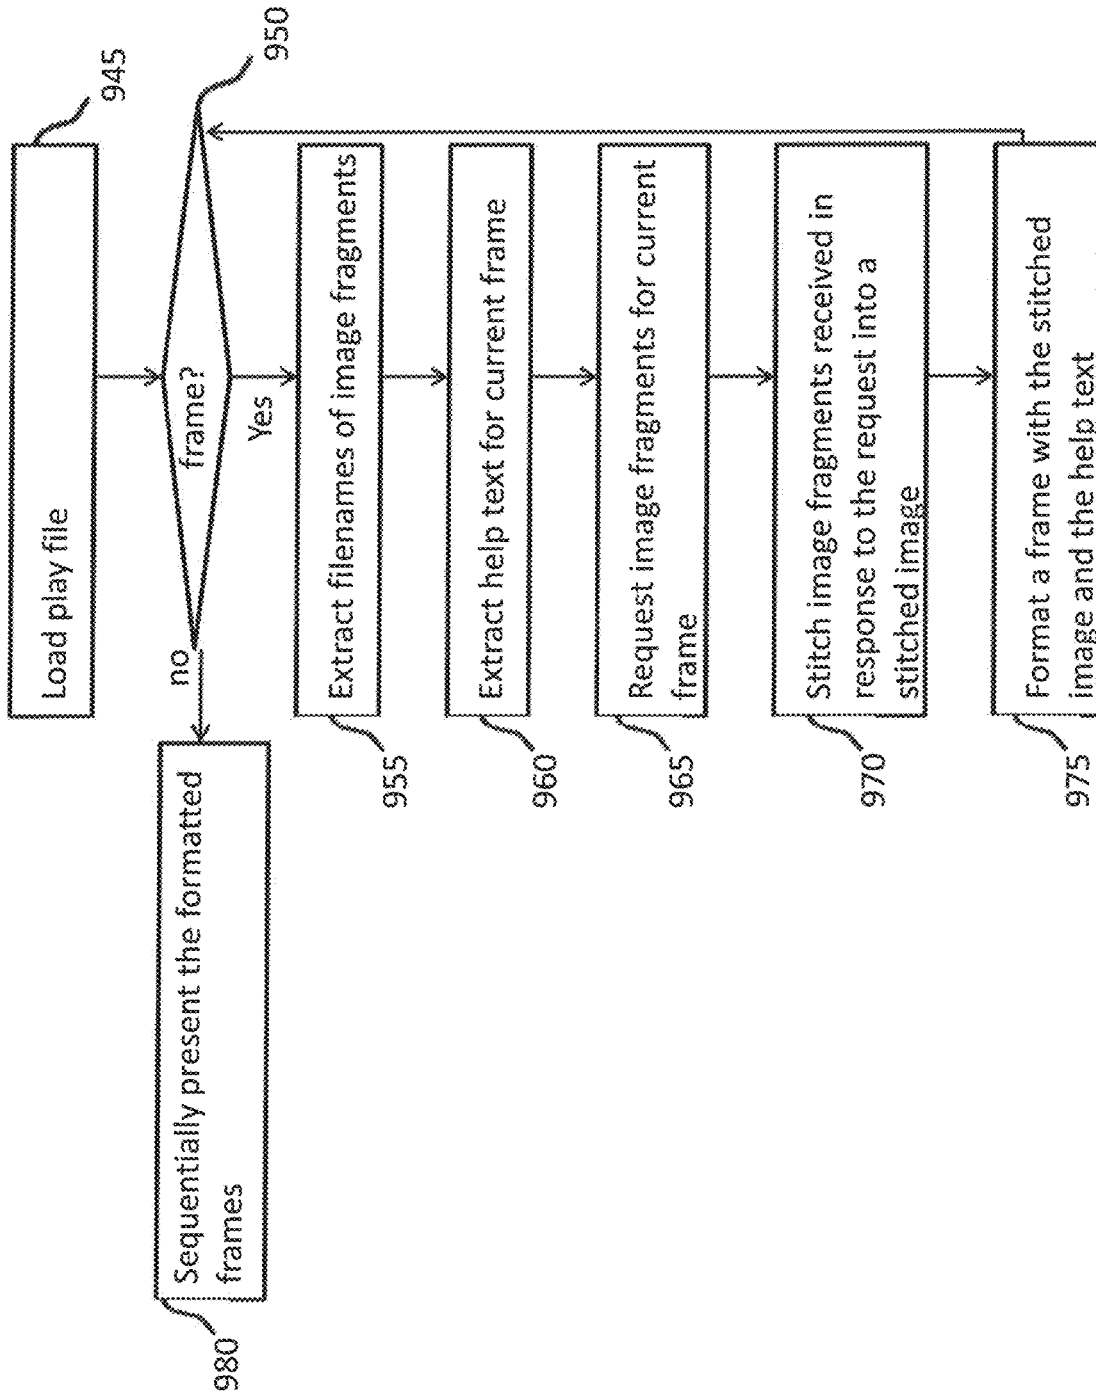 Load play file
945
frame?
950
no
Yes
Extract filenames of image fragments
955
Extract help text for current frame
960
Request image fragments for current
frame
965
Stitch image fragments received in
response to the request into a
stitched image
970
Format a frame with the stitched
image and the help text
975
Sequentially present the formatted
frames
980